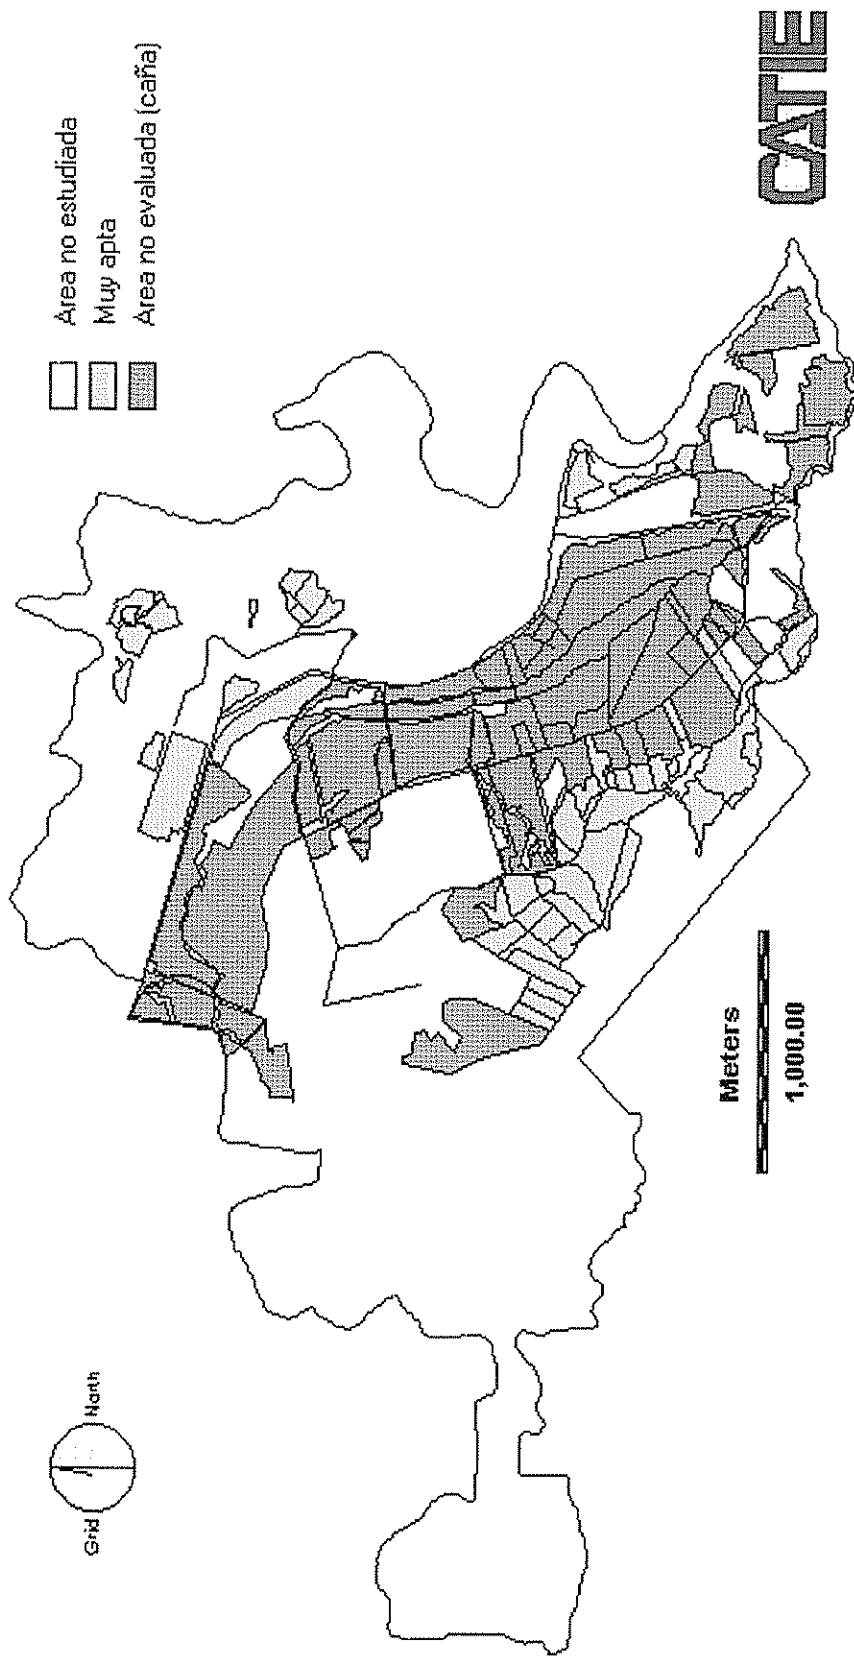 Area no estudiada
Muy apta
Area no evaluada (caña)
CATIE
Meters
1,000.00
Grid
North